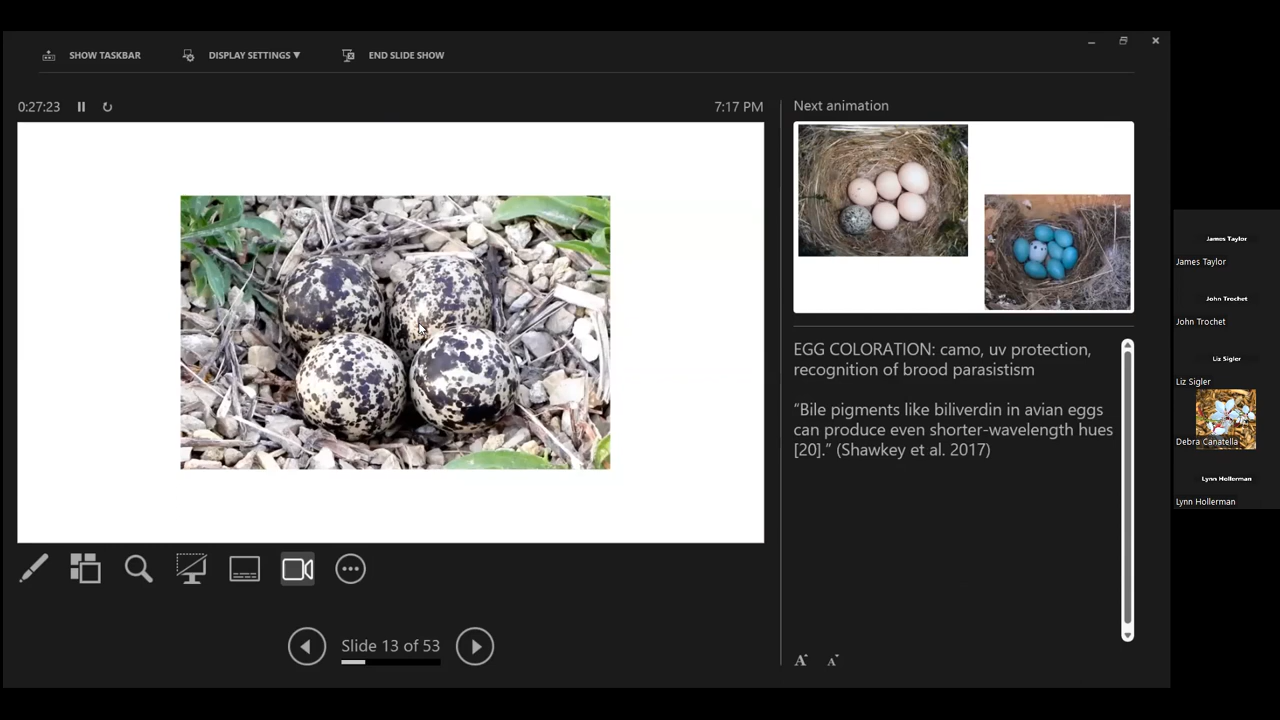 SHOW TASKBAR
DISPLAY SETTINGS ▼
END SLIDE SHOW
0:27:23
7:17 PM
Next animation
EGG COLORATION: camo, uv protection,
recognition of brood parasistism
“Bile pigments like biliverdin in avian eggs
can produce even shorter-wavelength hues
[20].” (Shawkey et al. 2017)
Slide 13 of 53
A A
James Taylor
James Taylor
John Trochet
John Trochet
Liz Sigler
Liz Sigler
Debra Canatella
Lynn Hollerman
Lynn Hollerman